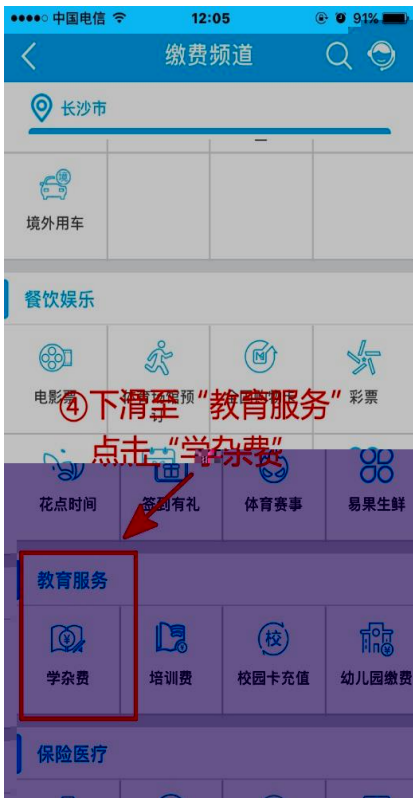 中国电信 12:05 91%
缴费频道
长沙市
境外用车
餐饮娱乐
电影票 彩票
④下滑至“教育服务”
点击“学杂费”
花点时间 签到有礼 体育赛事 易果生鲜
教育服务
学杂费 培训费 校园卡充值 幼儿园缴费
保险医疗